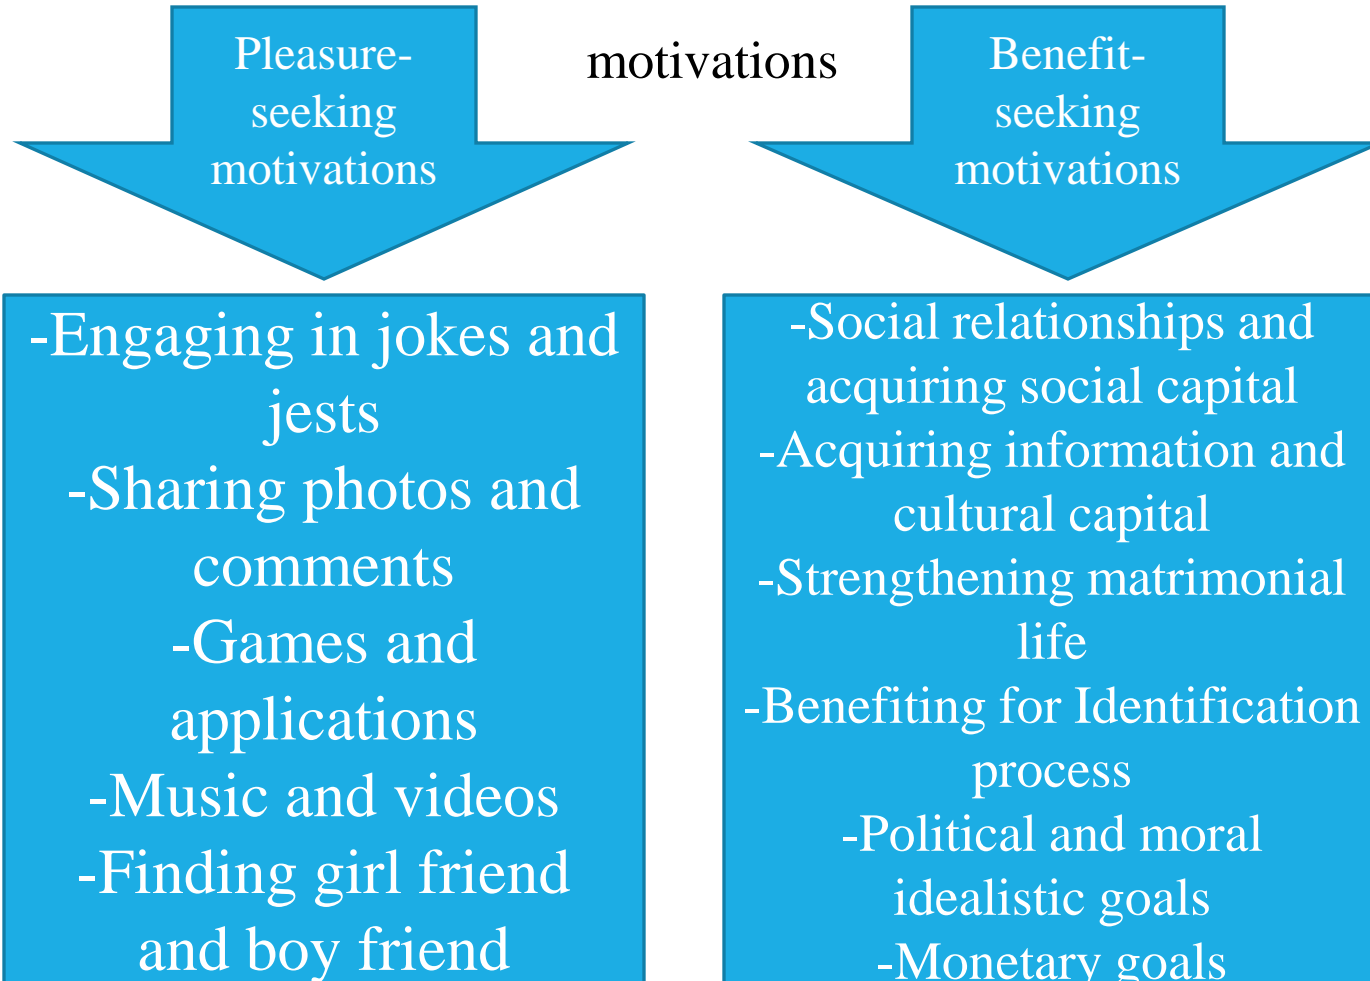 motivations
Pleasure-
seeking
motivations
-Engaging in jokes and
jests
-Sharing photos and
comments
-Games and
applications
-Music and videos
-Finding girl friend
and boy friend
Benefit-
seeking
motivations
-Social relationships and
acquiring social capital
-Acquiring information and
cultural capital
-Strengthening matrimonial
life
-Benefiting for Identification
process
-Political and moral
idealistic goals
-Monetary goals